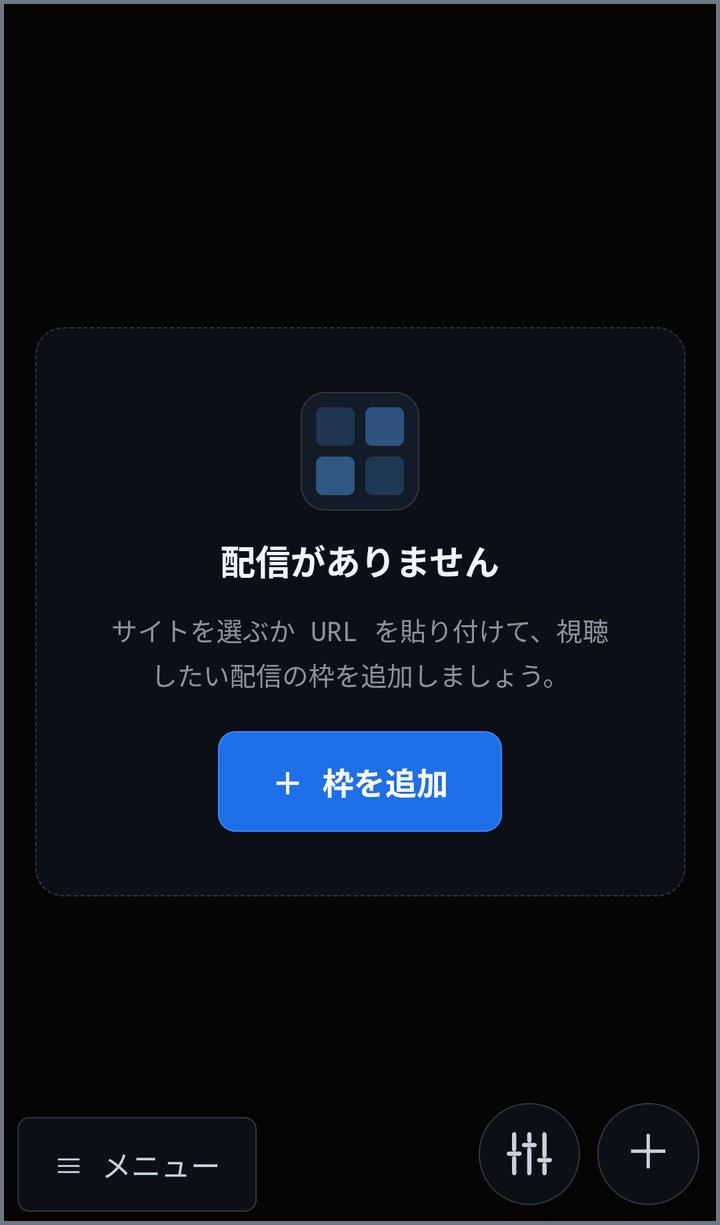 配信がありません
サイトを選ぶか URL を貼り付けて、視聴
したい配信の枠を追加しましょう。
＋ 枠を追加
≡ メニュー